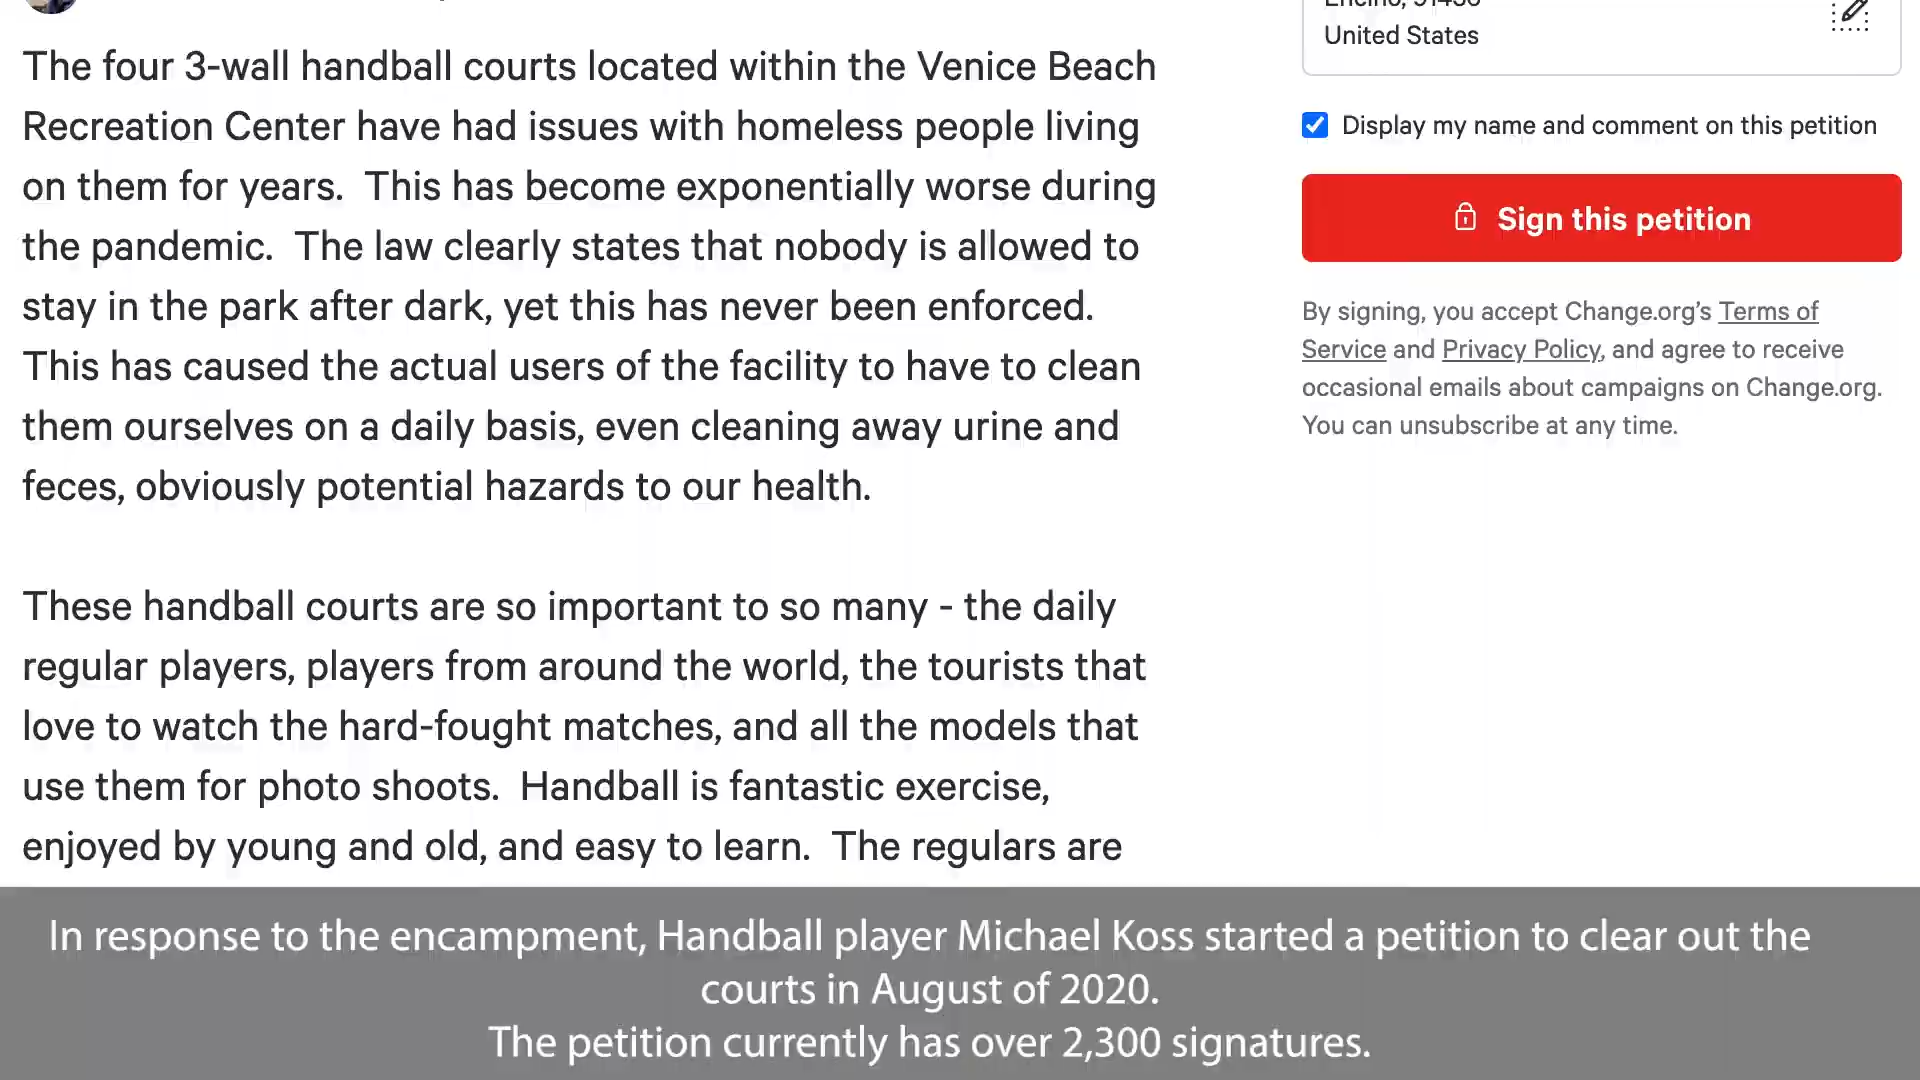 The four 3-wall handball courts located within the Venice Beach
Recreation Center have had issues with homeless people living
on them for years.  This has become exponentially worse during
the pandemic.  The law clearly states that nobody is allowed to
stay in the park after dark, yet this has never been enforced.
This has caused the actual users of the facility to have to clean
them ourselves on a daily basis, even cleaning away urine and
feces, obviously potential hazards to our health.
These handball courts are so important to so many - the daily
regular players, players from around the world, the tourists that
love to watch the hard-fought matches, and all the models that
use them for photo shoots.  Handball is fantastic exercise,
enjoyed by young and old, and easy to learn.  The regulars are
United States
Display my name and comment on this petition
Sign this petition
By signing, you accept Change.org's Terms of
Service and Privacy Policy, and agree to receive
occasional emails about campaigns on Change.org.
You can unsubscribe at any time.
In response to the encampment, Handball player Michael Koss started a petition to clear out the
courts in August of 2020.
The petition currently has over 2,300 signatures.